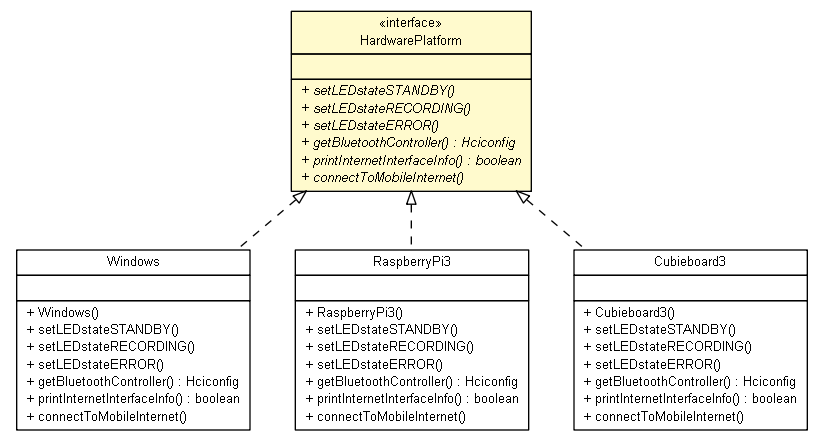 «interface»
HardwarePlatform
+ setLEDstateSTANDBY()
+ setLEDstateRECORDING()
+ setLEDstateERROR()
+ getBluetoothController() : Hciconfig
+ printInternetInterfaceInfo() : boolean
+ connectToMobileInternet()
Windows
+ Windows()
+ setLEDstateSTANDBY()
+ setLEDstateRECORDING()
+ setLEDstateERROR()
+ getBluetoothController() : Hciconfig
+ printInternetInterfaceInfo() : boolean
+ connectToMobileInternet()
RaspberryPi3
+ RaspberryPi3()
+ setLEDstateSTANDBY()
+ setLEDstateRECORDING()
+ setLEDstateERROR()
+ getBluetoothController() : Hciconfig
+ printInternetInterfaceInfo() : boolean
+ connectToMobileInternet()
Cubieboard3
+ Cubieboard3()
+ setLEDstateSTANDBY()
+ setLEDstateRECORDING()
+ setLEDstateERROR()
+ getBluetoothController() : Hciconfig
+ printInternetInterfaceInfo() : boolean
+ connectToMobileInternet()